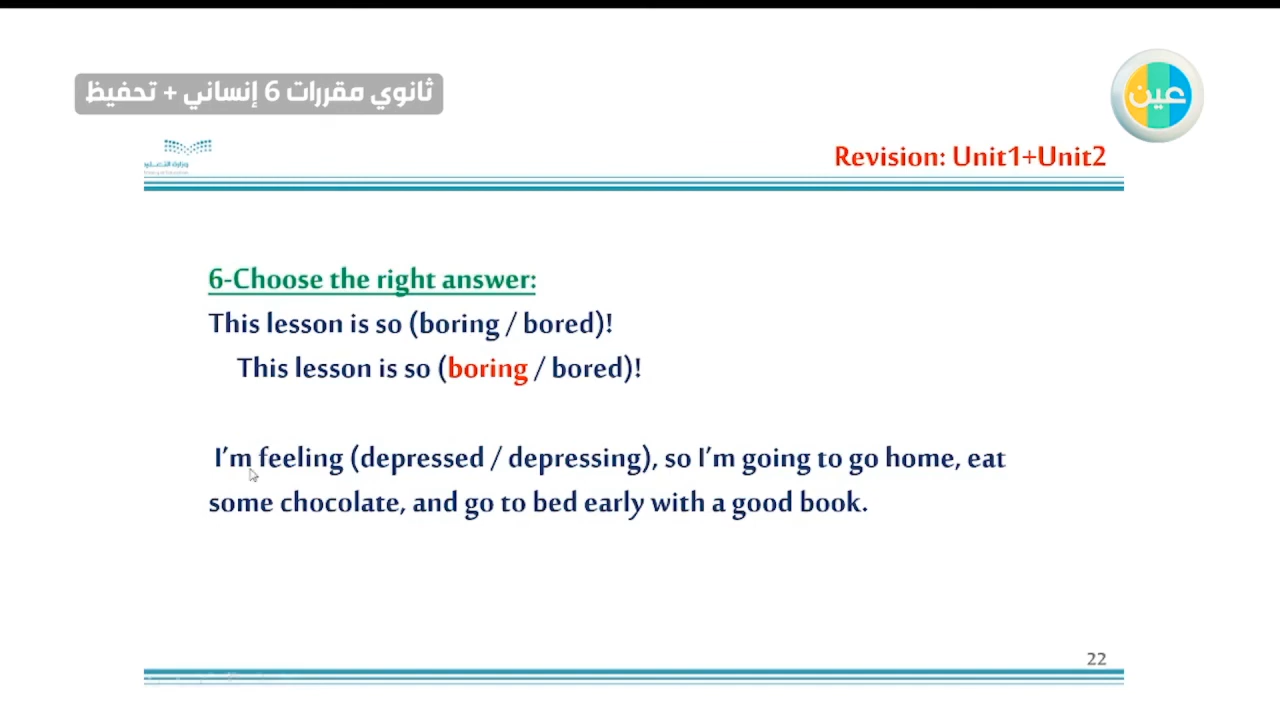 ثانوي مقررات 6 إنساني + تحفيظ
عين
وزارة التعليم
Revision: Unit1+Unit2
6-Choose the right answer:
This lesson is so (boring / bored)!
This lesson is so (boring / bored)!
I'm feeling (depressed / depressing), so I'm going to go home, eat
some chocolate, and go to bed early with a good book.
22